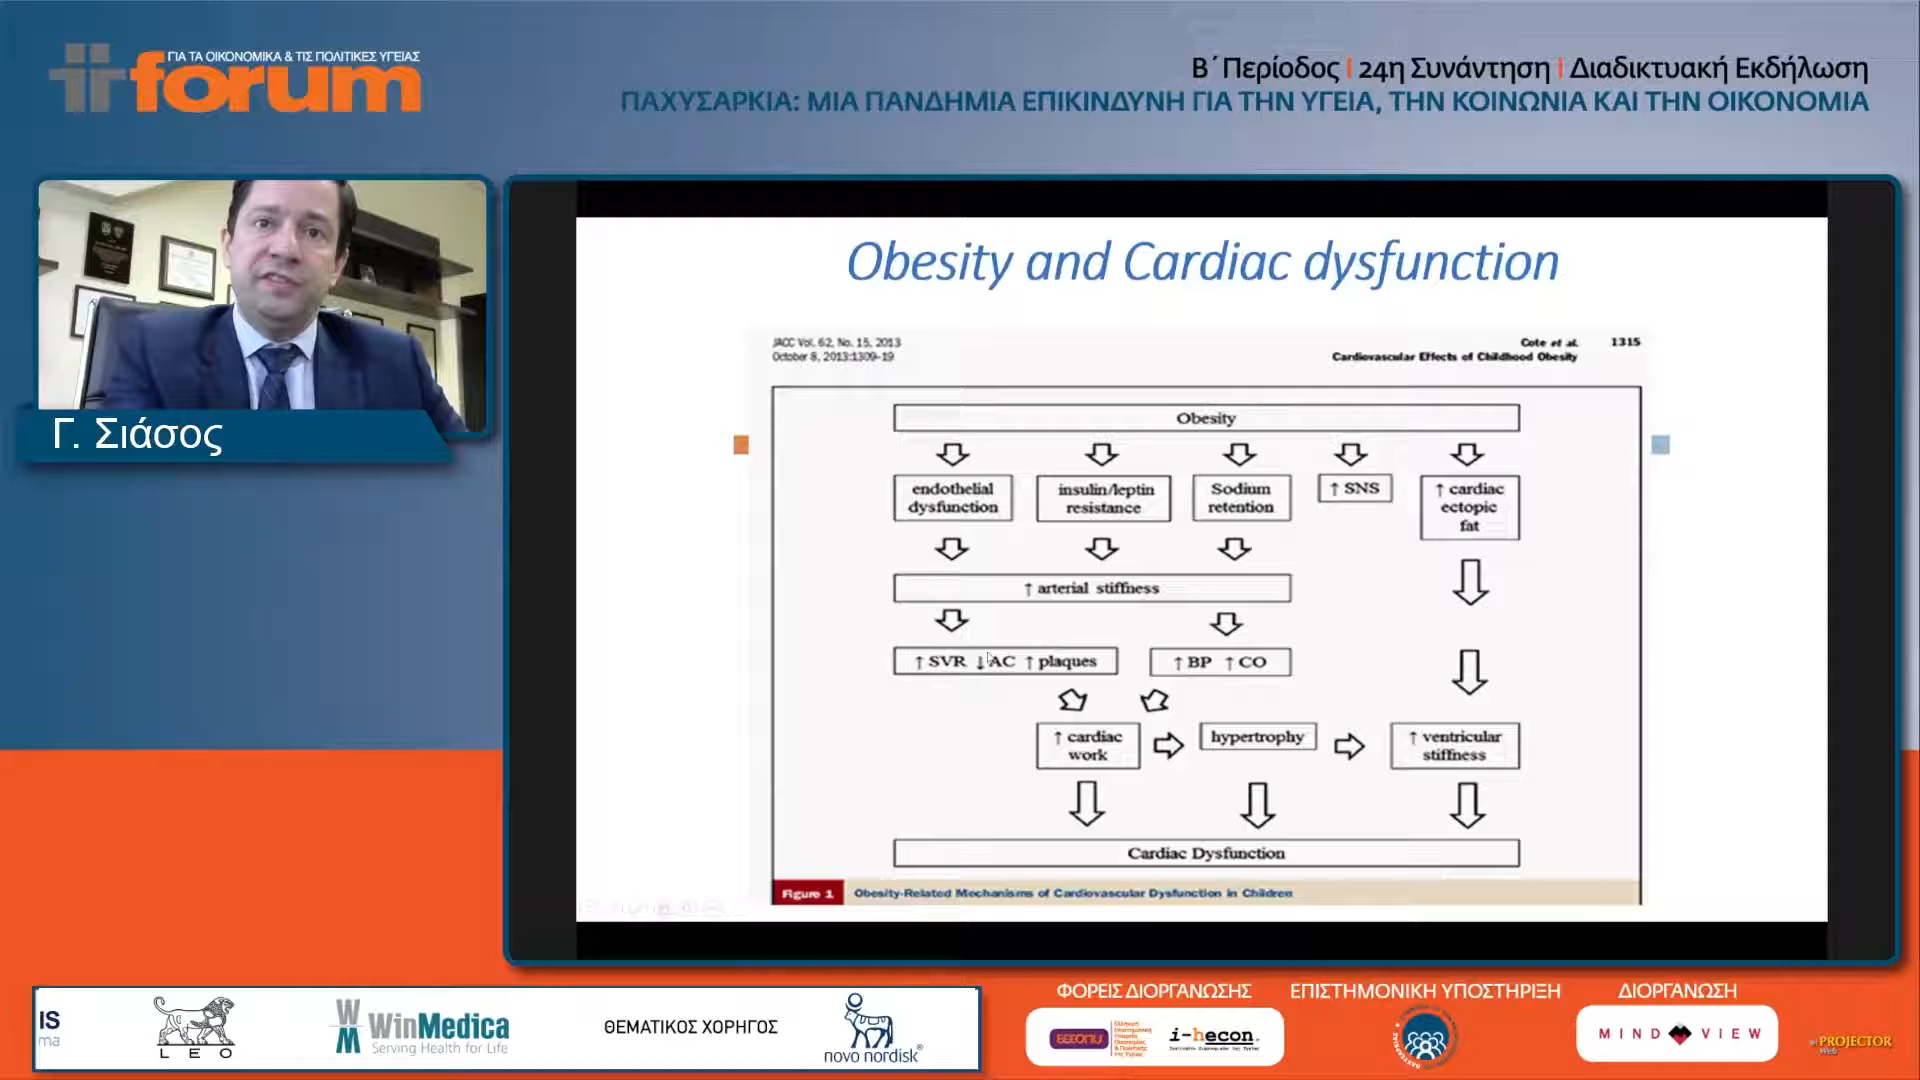 ΓΙΑ ΤΑ ΟΙΚΟΝΟΜΙΚΑ & ΤΙΣ ΠΟΛΙΤΙΚΕΣ ΥΓΕΙΑΣ
forum
Β΄ Περίοδος | 24η Συνάντηση | Διαδικτυακή Εκδήλωση
ΠΑΧΥΣΑΡΚΙΑ: ΜΙΑ ΠΑΝΔΗΜΙΑ ΕΠΙΚΙΝΔΥΝΗ ΓΙΑ ΤΗΝ ΥΓΕΙΑ, ΤΗΝ ΚΟΙΝΩΝΙΑ ΚΑΙ ΤΗΝ ΟΙΚΟΝΟΜΙΑ
Γ. Σιάσος
Obesity and Cardiac dysfunction
JACC Vol. 62, No. 15, 2013
October 8, 2013:1309–19
Cote et al. 1315
Cardiovascular Effects of Childhood Obesity
Obesity
endothelial
dysfunction
insulin/leptin
resistance
Sodium
retention
↑ SNS
↑ cardiac
ectopic
fat
↑ arterial stiffness
↑ SVR ↓ AC ↑ plaques
↑ BP ↑ CO
↑ cardiac
work
hypertrophy
↑ ventricular
stiffness
Cardiac Dysfunction
Figure 1 Obesity-Related Mechanisms of Cardiovascular Dysfunction in Children
IS
ma
LEO
WinMedica
Serving Health for Life
ΘΕΜΑΤΙΚΟΣ ΧΟΡΗΓΟΣ
novo nordisk®
ΦΟΡΕΙΣ ΔΙΟΡΓΑΝΩΣΗΣ
i-hecon
ΕΠΙΣΤΗΜΟΝΙΚΗ ΥΠΟΣΤΗΡΙΞΗ
ΔΙΟΡΓΑΝΩΣΗ
MIND VIEW
PROJECTOR
Web